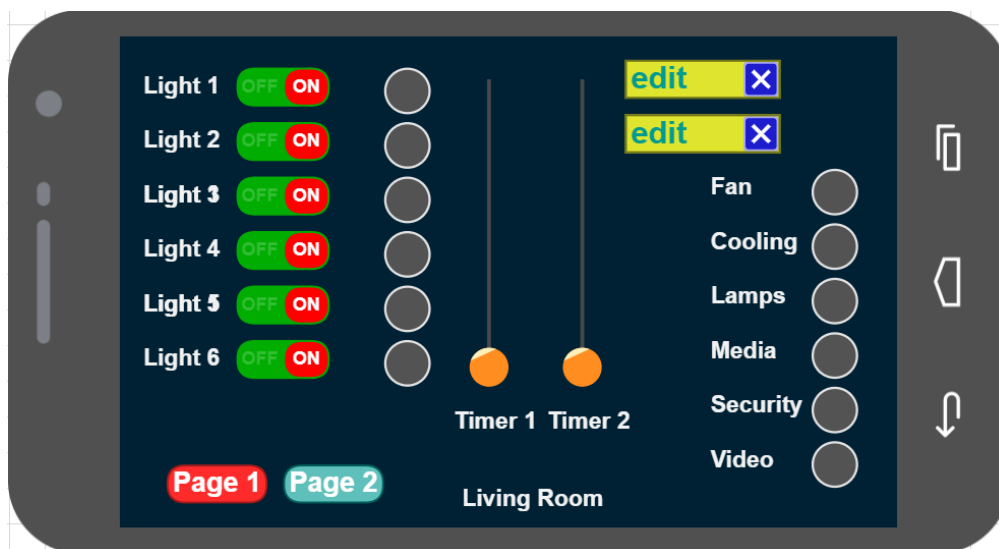 Light 1 OFF ON
Light 2 OFF ON
Light 3 OFF ON
Light 4 OFF ON
Light 5 OFF ON
Light 6 OFF ON
Timer 1 Timer 2
edit
edit
Fan
Cooling
Lamps
Media
Security
Video
Page 1 Page 2
Living Room